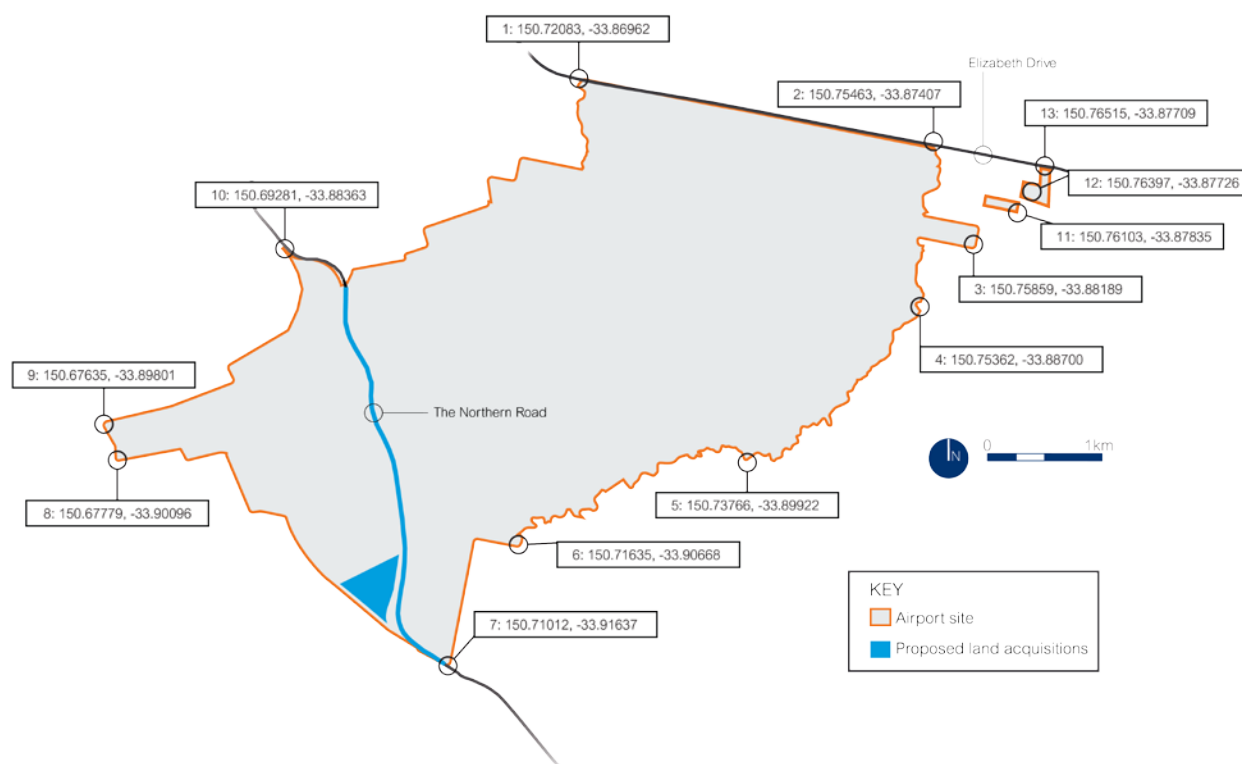 1: 150.72083, -33.86962
Elizabeth Drive
2: 150.75463, -33.87407
13: 150.76515, -33.87709
12: 150.76397, -33.87726
10: 150.69281, -33.88363
11: 150.76103, -33.87835
3: 150.75859, -33.88189
4: 150.75362, -33.88700
9: 150.67635, -33.89801
The Northern Road
N
0 1km
8: 150.67779, -33.90096
5: 150.73766, -33.89922
6: 150.71635, -33.90668
KEY
Airport site
7: 150.71012, -33.91637
Proposed land acquisitions